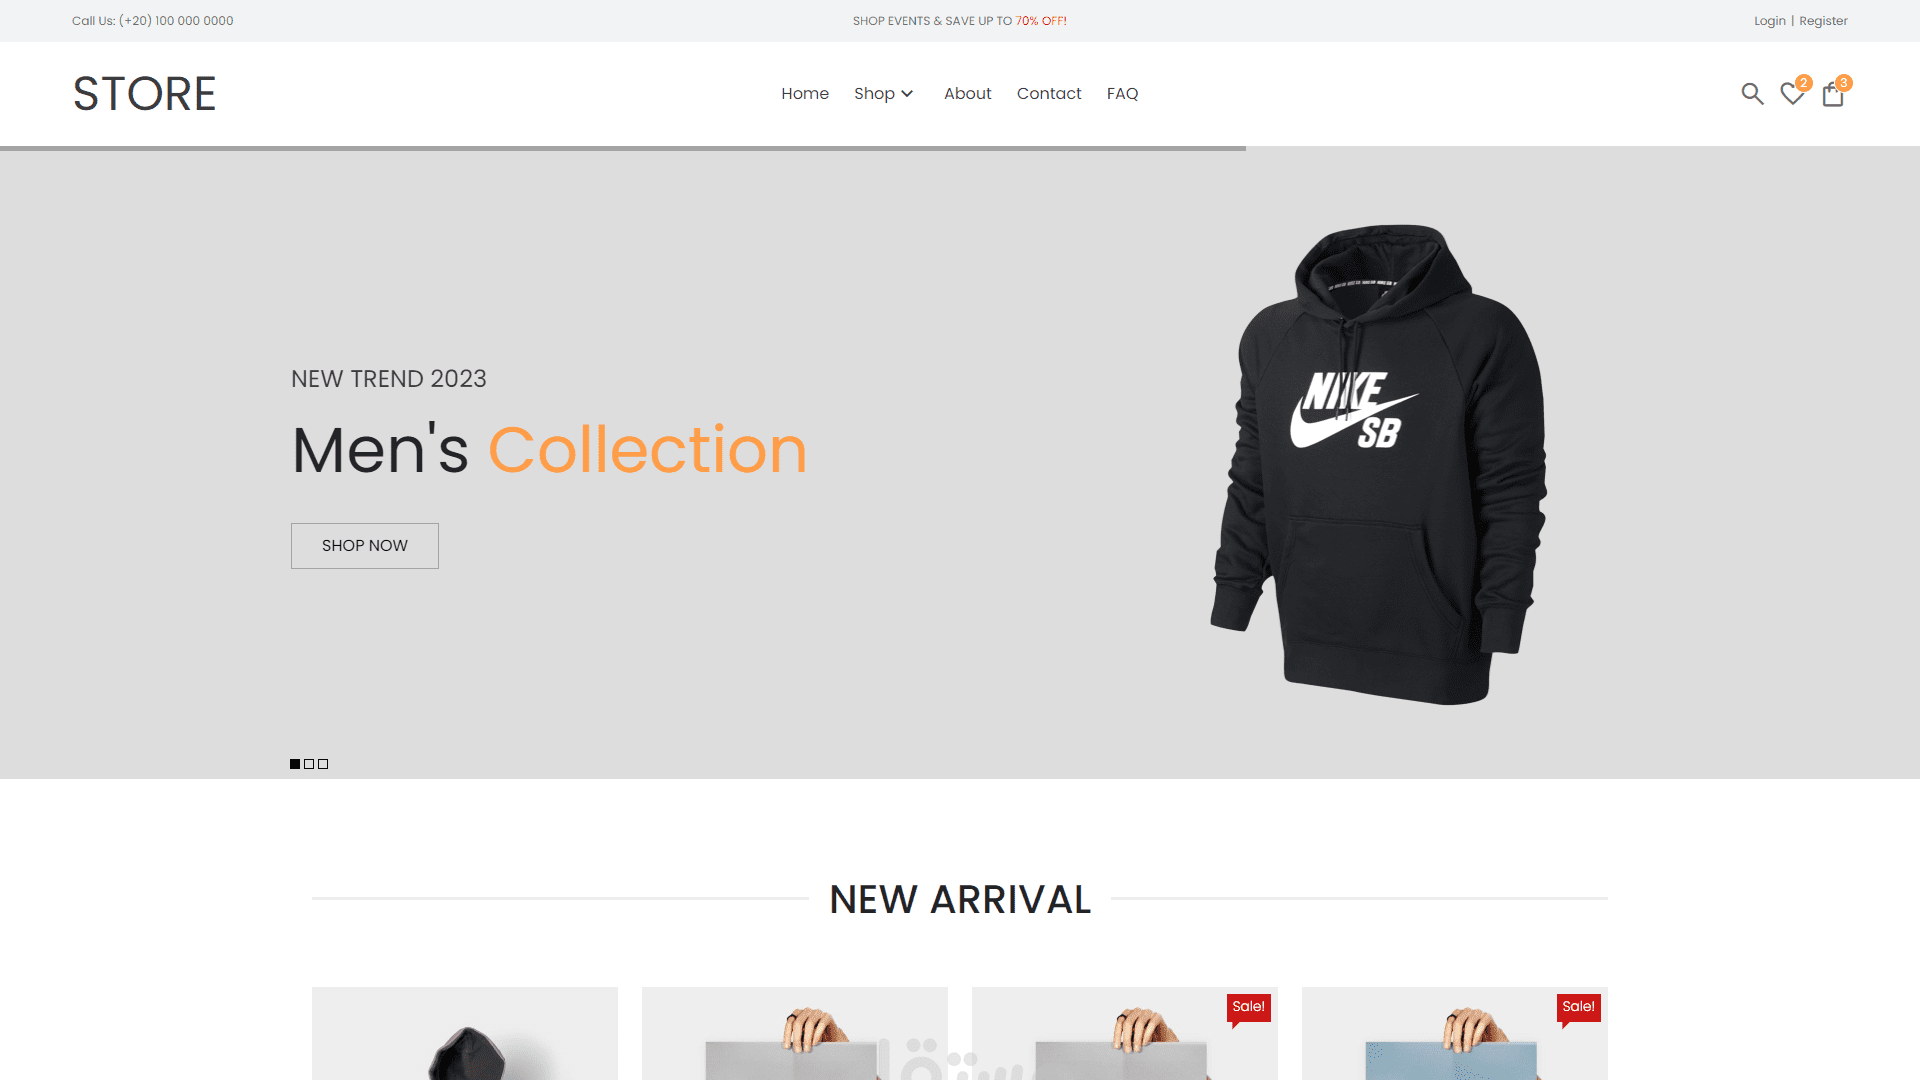 Call Us: (+20) 100 000 0000
SHOP EVENTS & SAVE UP TO 70% OFF!
Login | Register
STORE
Home
Shop
About
Contact
FAQ
2
3
NEW TREND 2023
Men's Collection
SHOP NOW
NIKE
SB
NEW ARRIVAL
Sale!
Sale!